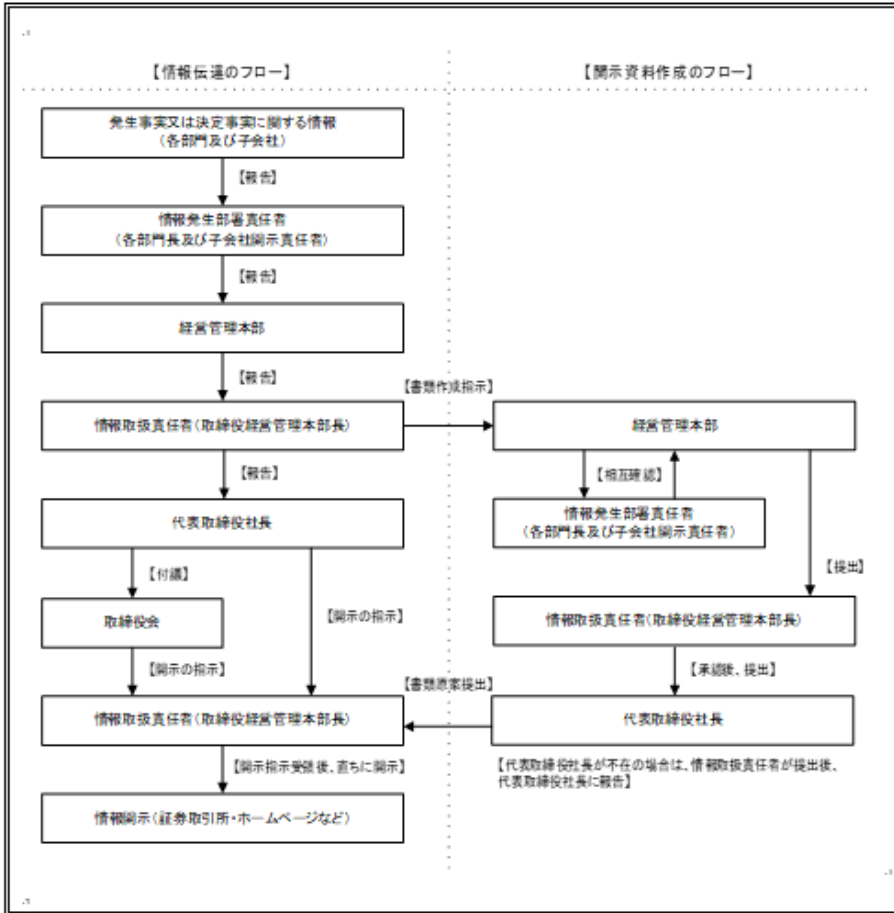 【情報伝達のフロー】
【開示資料作成のフロー】
発生事実又は決定事実に関する情報
(各部門及び子会社)
【報告】
情報発生部署責任者
(各部門長及び子会社開示責任者)
【報告】
経営管理本部
【報告】
【書類作成指示】
情報取扱責任者(取締役経営管理本部長)
経営管理本部
【報告】
【相互確認】
代表取締役社長
情報発生部署責任者
(各部門長及び子会社開示責任者)
【付議】
【提出】
取締役会
【開示の指示】
情報取扱責任者(取締役経営管理本部長)
【開示の指示】
【承認後、提出】
【書類原案提出】
情報取扱責任者(取締役経営管理本部長)
代表取締役社長
【開示指示受領後、直ちに開示】
【代表取締役社長が不在の場合は、情報取扱責任者が提出後、
代表取締役社長に報告】
情報開示(証券取引所・ホームページなど)